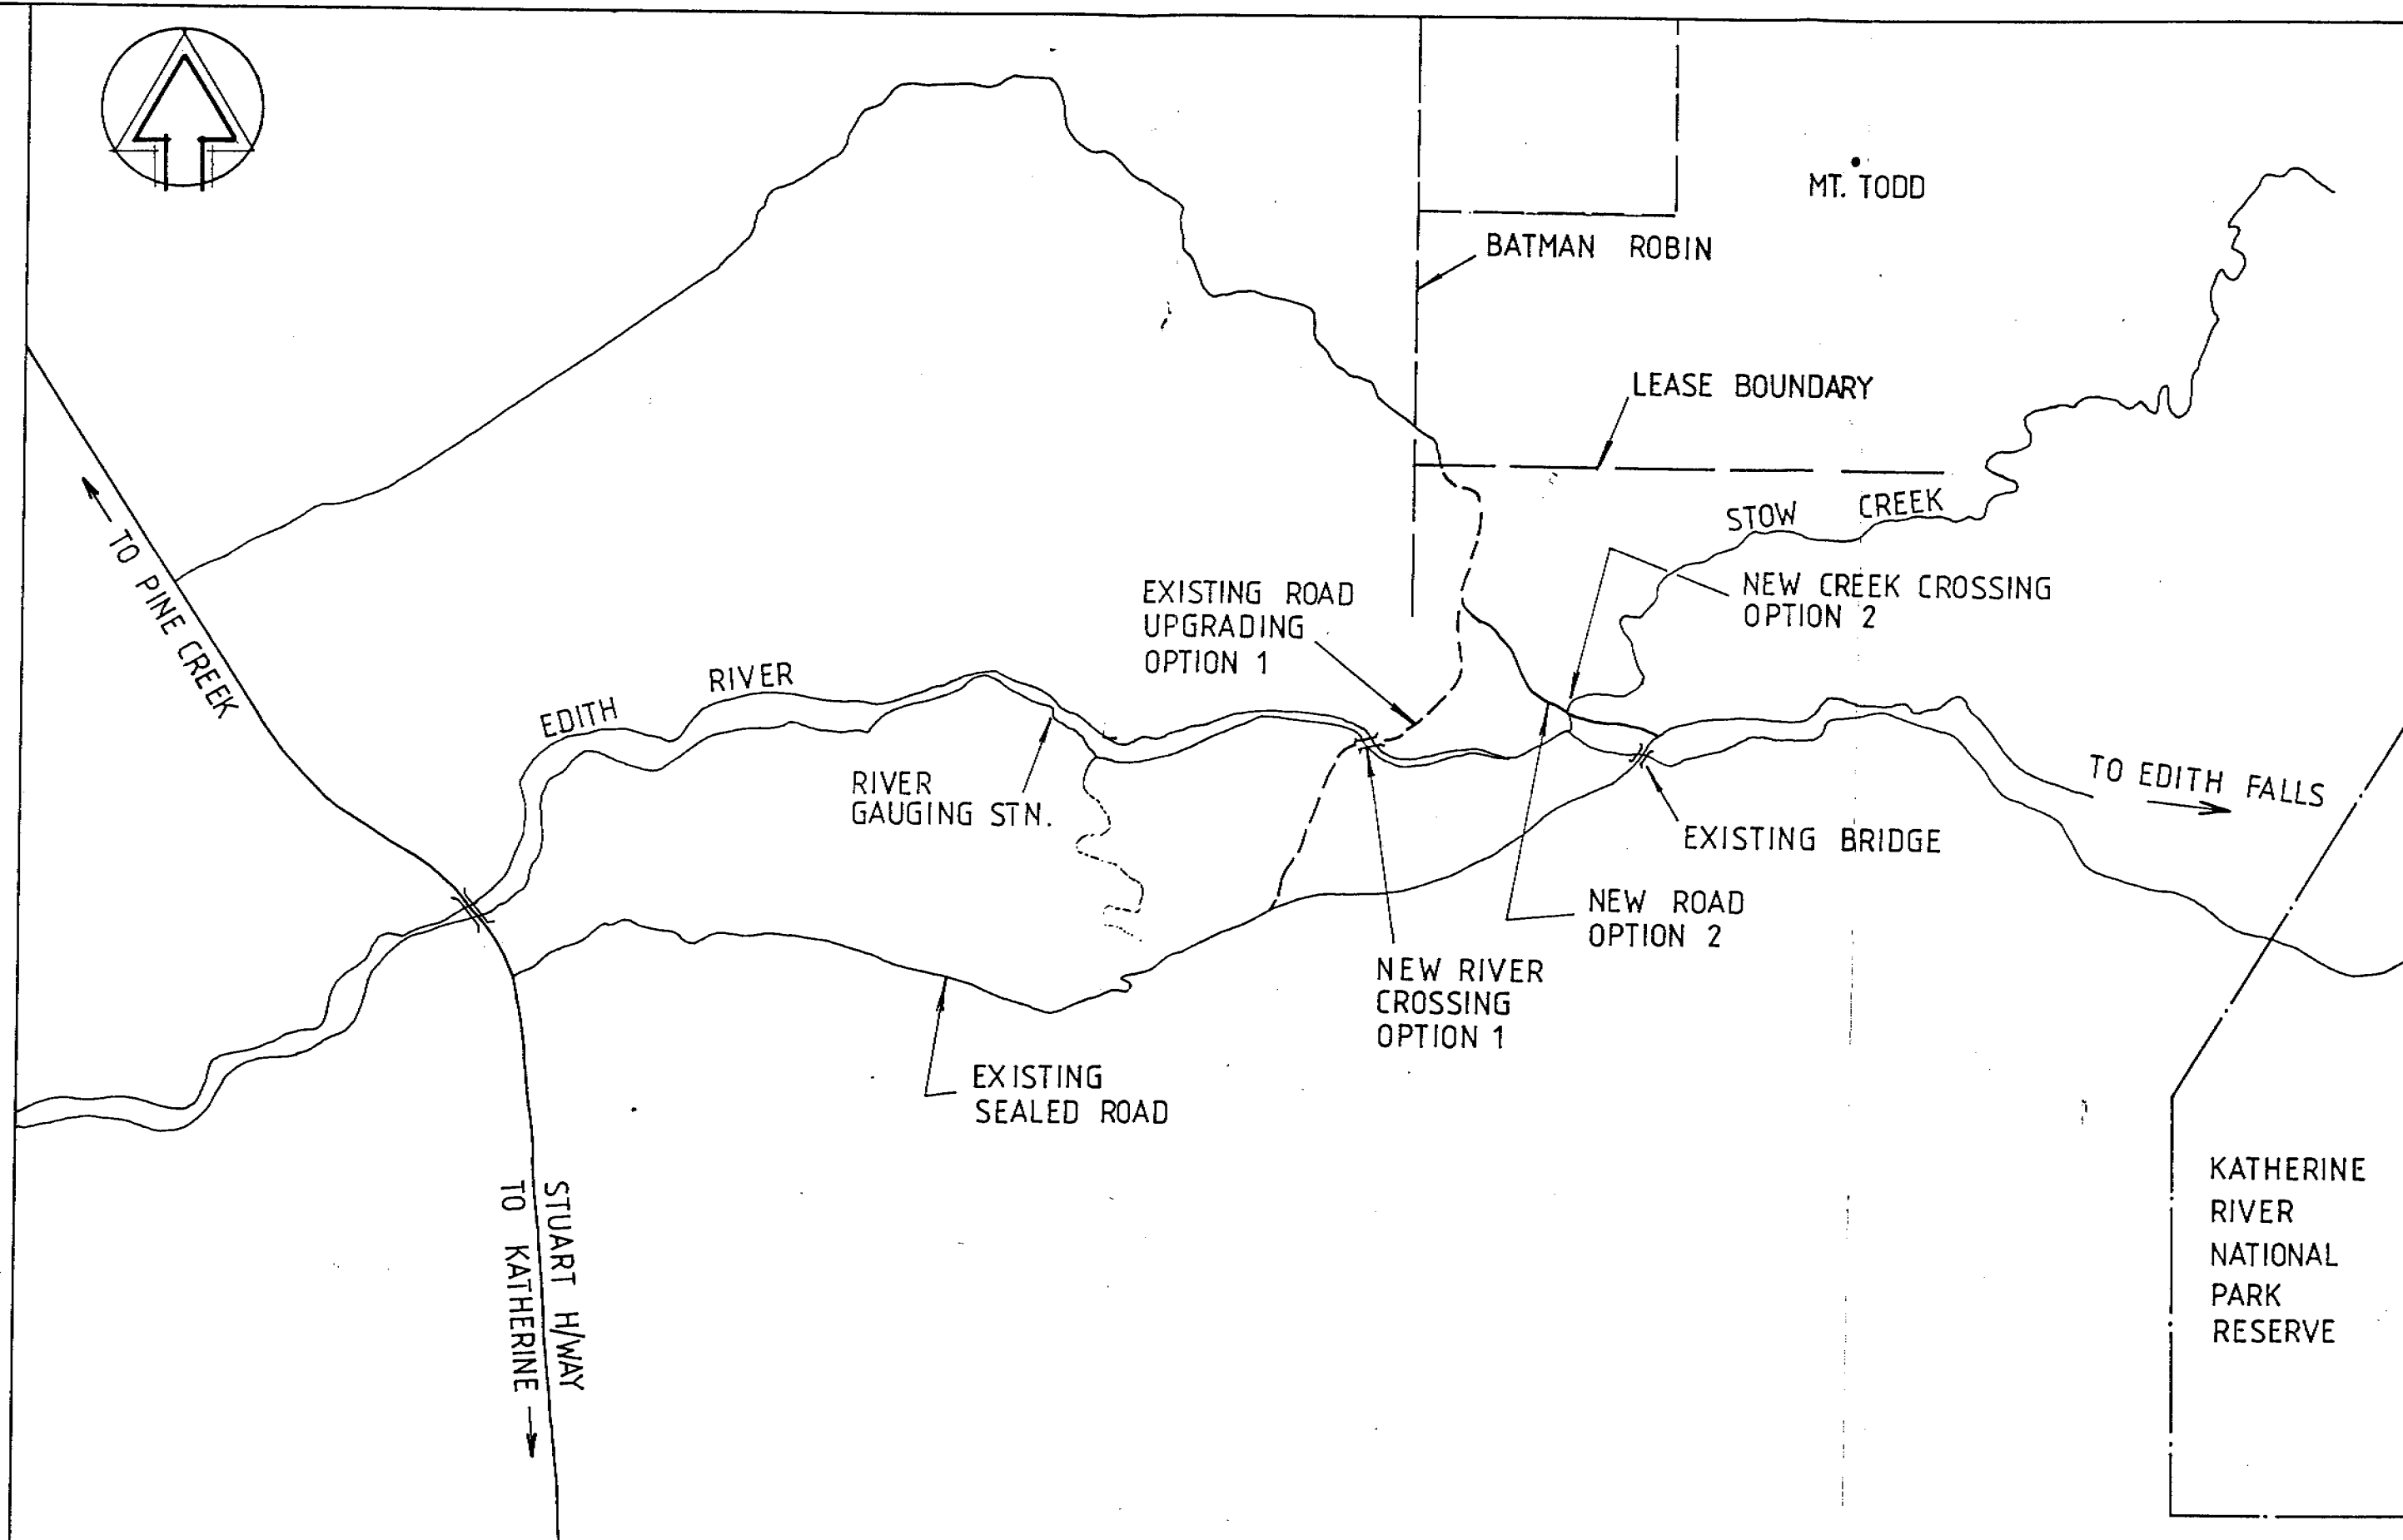 MT. TODD
BATMAN ROBIN
LEASE BOUNDARY
STOW CREEK
TO PINE CREEK
EXISTING ROAD
UPGRADING
OPTION 1
NEW CREEK CROSSING
OPTION 2
EDITH RIVER
RIVER
GAUGING STN.
TO EDITH FALLS
EXISTING BRIDGE
NEW ROAD
OPTION 2
NEW RIVER
CROSSING
OPTION 1
EXISTING
SEALED ROAD
STUART H/WAY
TO KATHERINE
KATHERINE
RIVER
NATIONAL
PARK
RESERVE